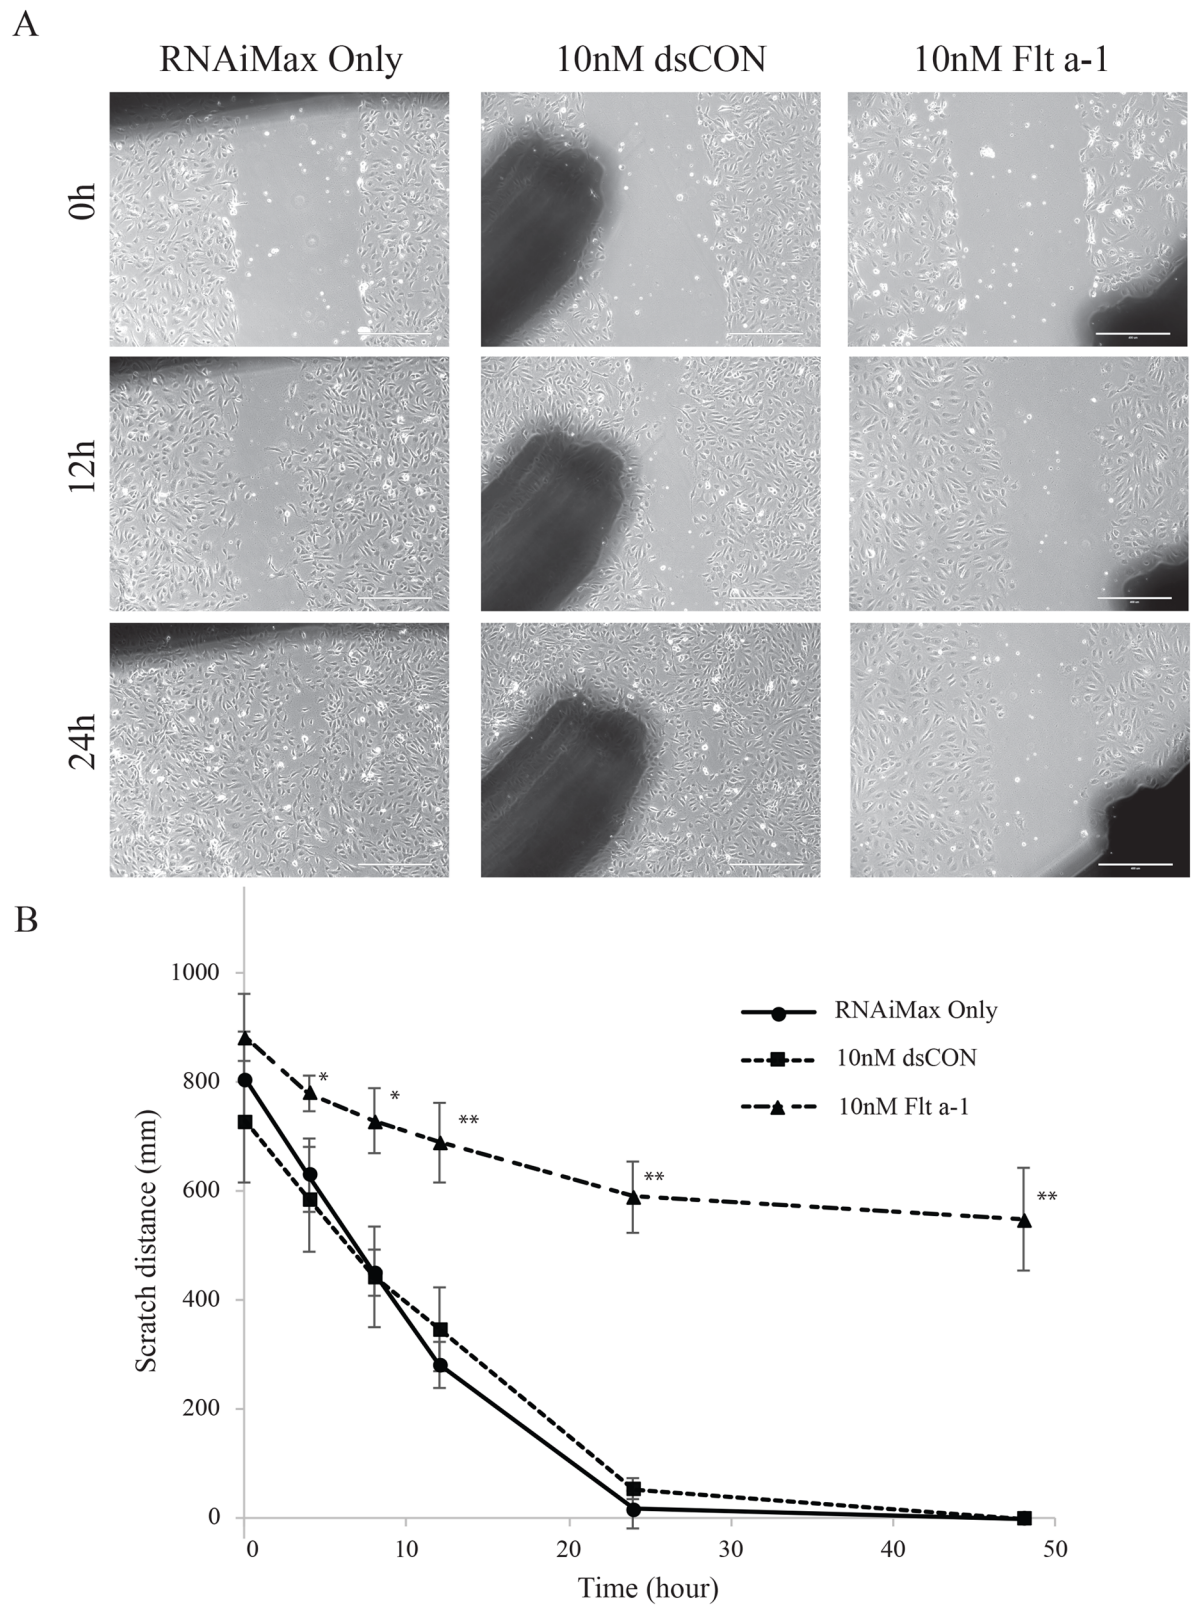 A
RNAiMax Only
10nM dsCON
10nM Flt a-1
0h
12h
24h
B
1000
800
600
400
200
0
Scratch distance (mm)
RNAiMax Only
10nM dsCON
10nM Flt a-1
*
*
**
**
**
0 10 20 30 40 50
Time (hour)